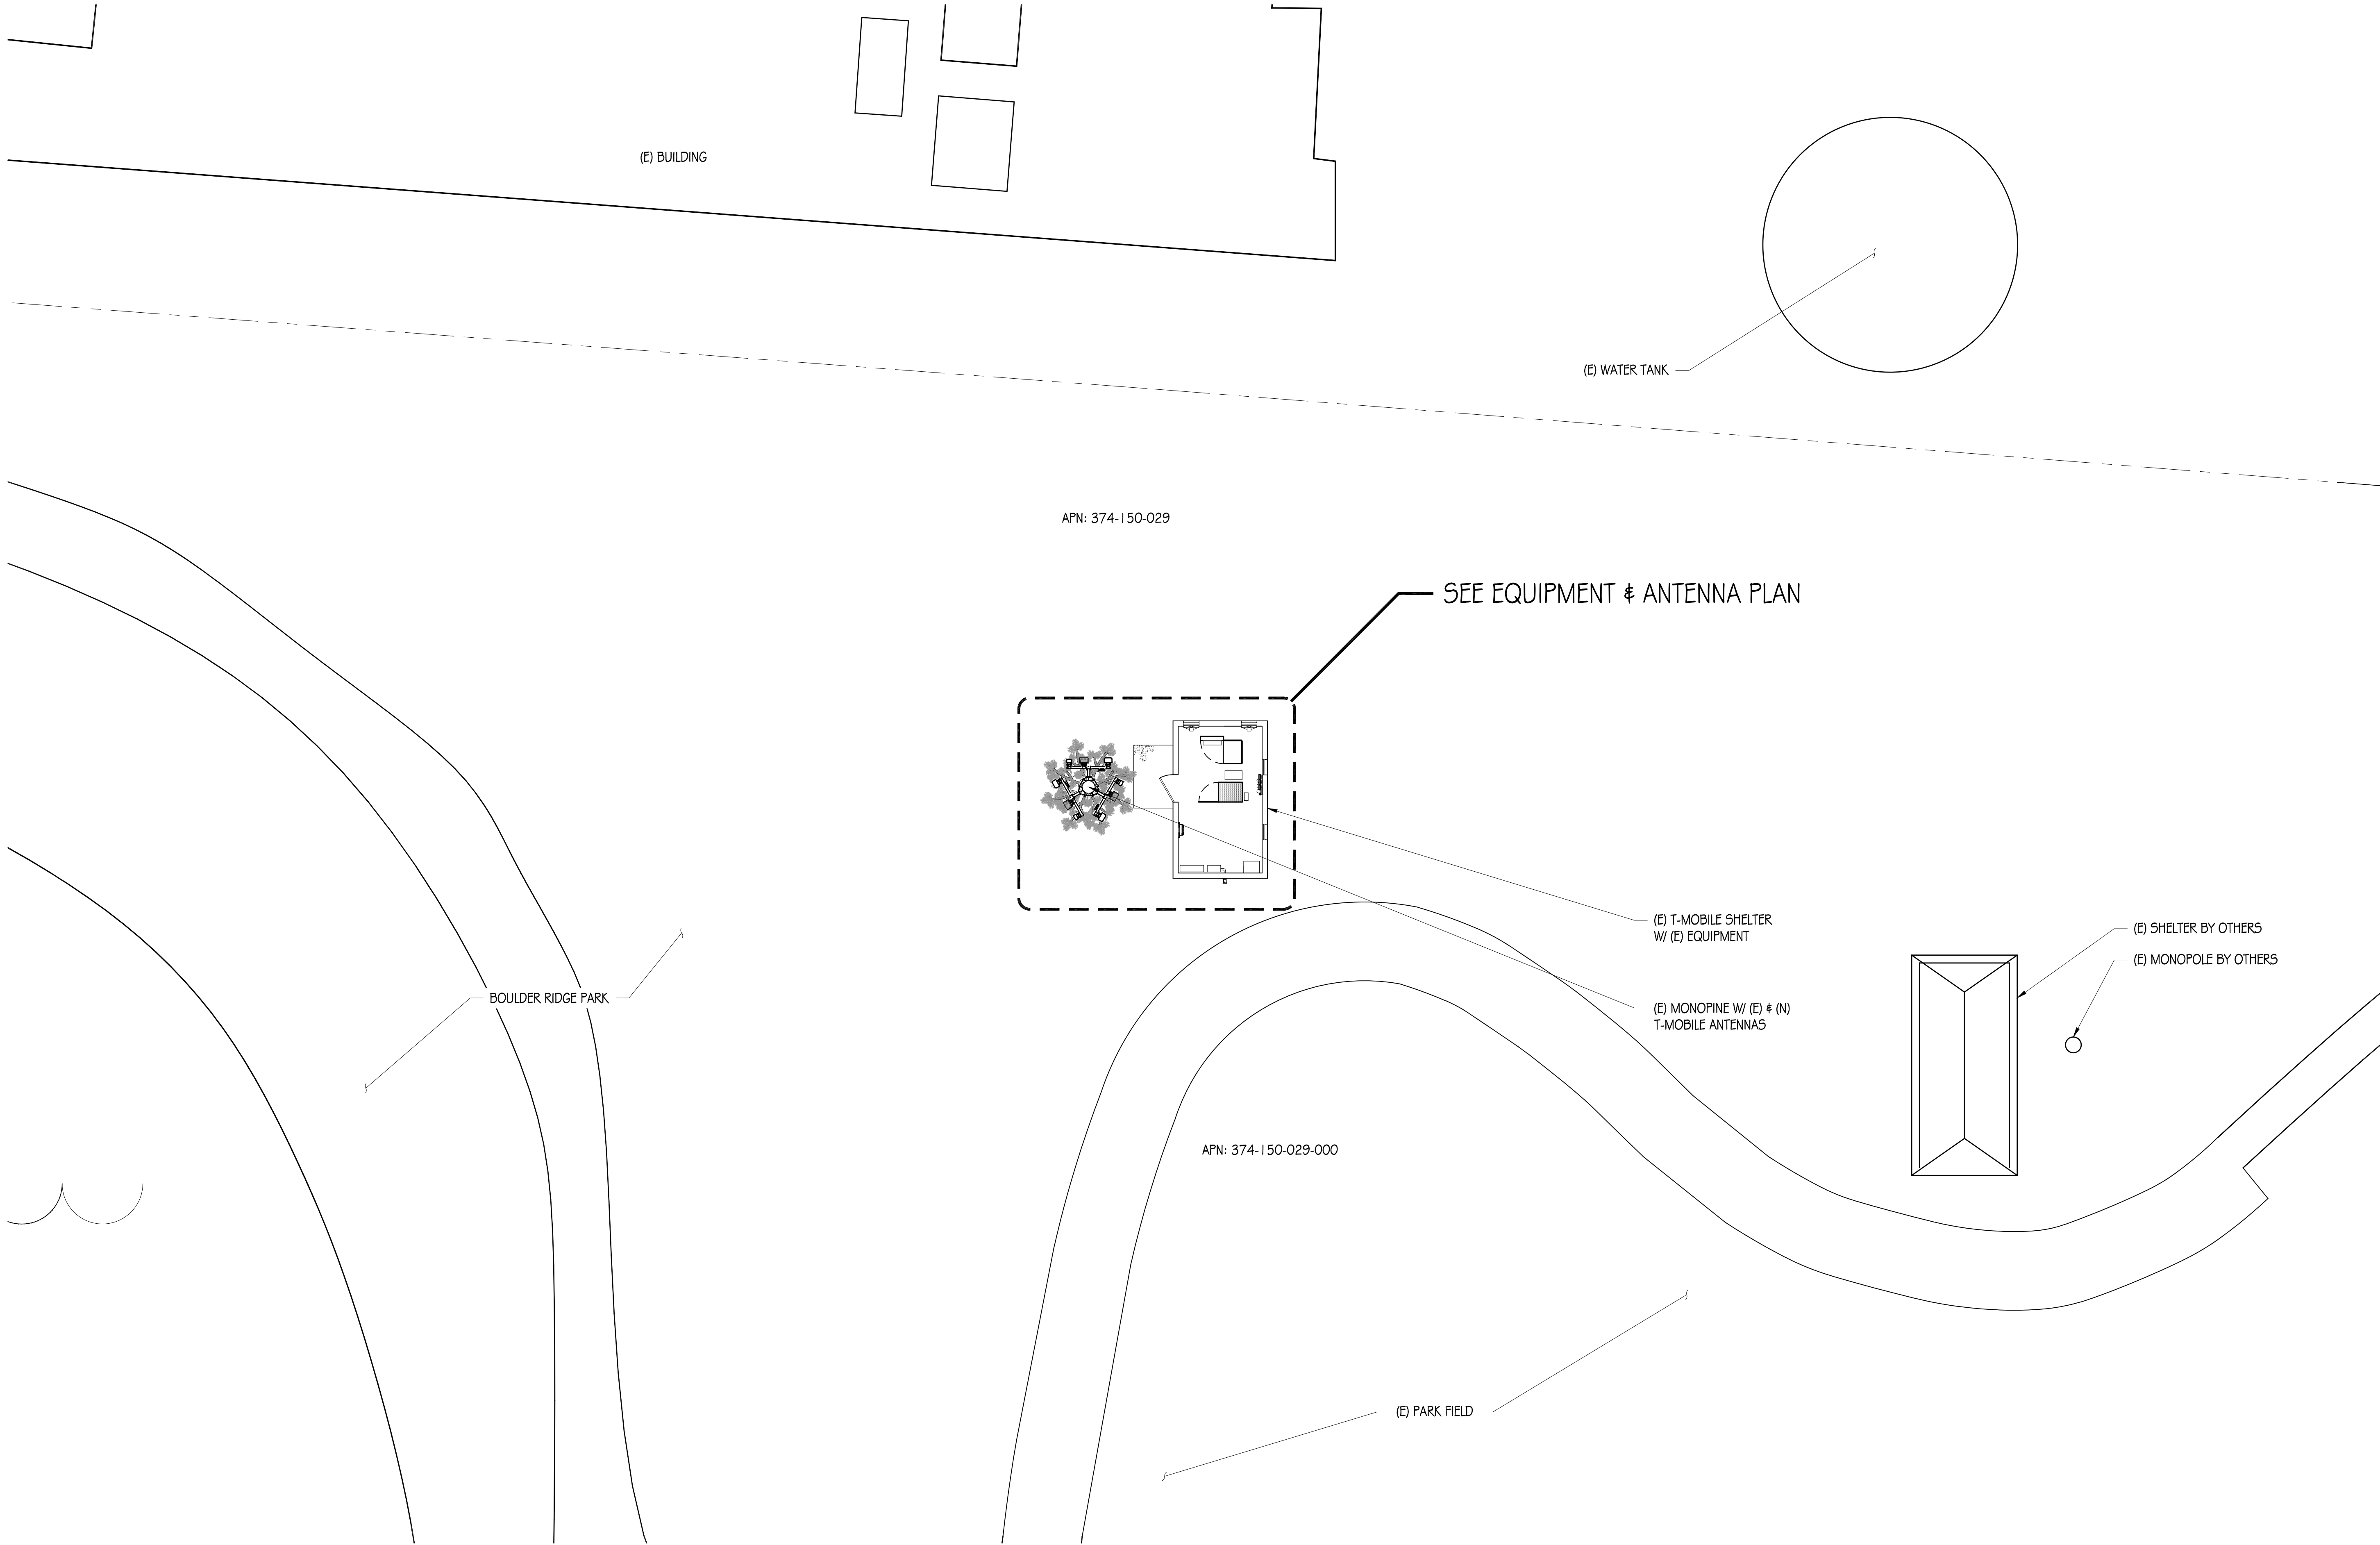 (E) BUILDING
(E) WATER TANK
APN: 374-150-029
SEE EQUIPMENT & ANTENNA PLAN
(E) T-MOBILE SHELTER
W/ (E) EQUIPMENT
(E) SHELTER BY OTHERS
(E) MONOPOLE BY OTHERS
BOULDER RIDGE PARK
(E) MONOPINE W/ (E) & (N)
T-MOBILE ANTENNAS
APN: 374-150-029-000
(E) PARK FIELD